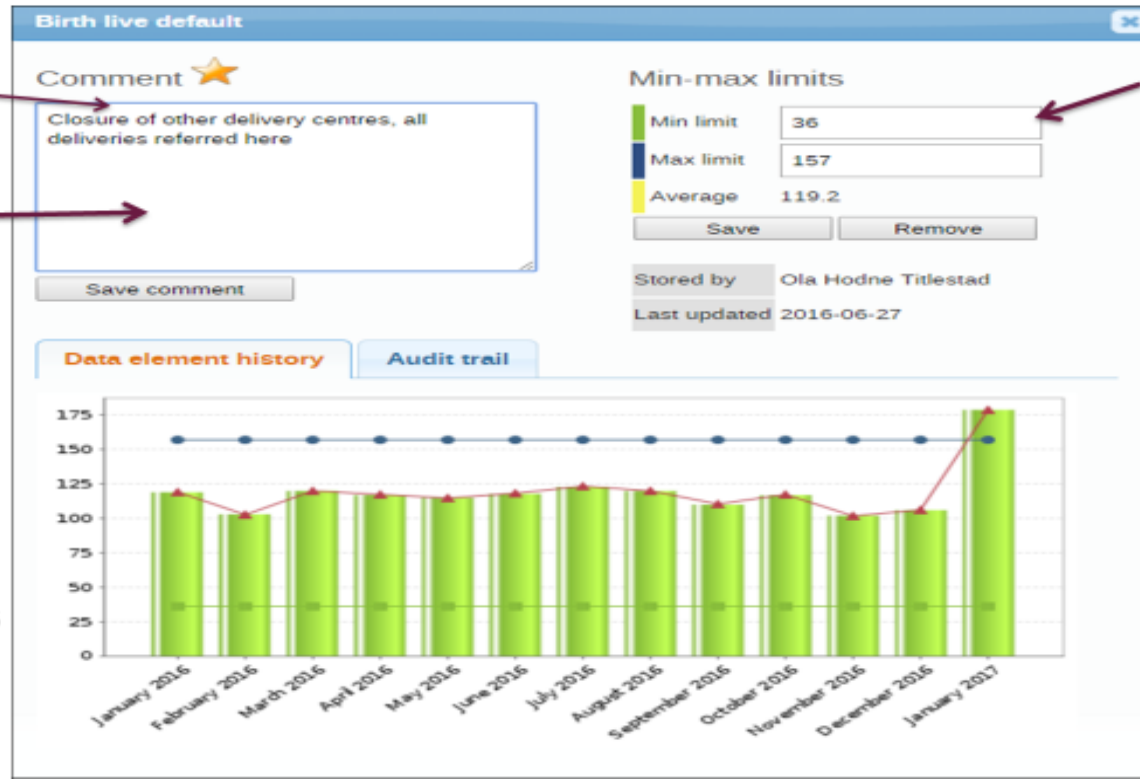 Birth live default
Comment
Closure of other delivery centres, all
deliveries referred here
Save comment
Min-max limits
Min limit 36
Max limit 157
Average 119.2
Save Remove
Stored by Ola Hodne Titlestad
Last updated 2016-06-27
Data element history Audit trail
175
150
125
100
75
50
25
0
January 2016 February 2016 March 2016 April 2016 May 2016 June 2016 July 2016 August 2016 September 2016 October 2016 November 2016 December 2016 January 2017